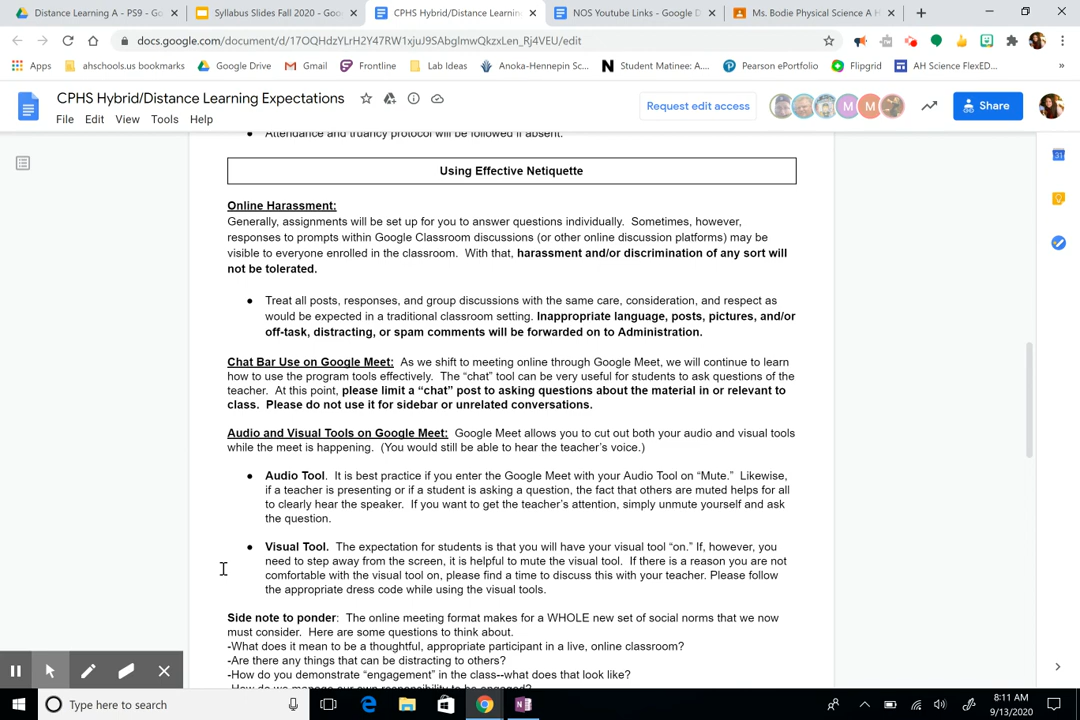 Distance Learning A - PS9 - Go
Syllabus Slides Fall 2020 - Goo
CPHS Hybrid/Distance Learnin
NOS Youtube Links - Google D
Ms. Bodie Physical Science A H
docs.google.com/document/d/17OQHdzYLrH2Y47RW1xjuJ9SAbglmwQkzxLen_Rj4VEU/edit
Apps
ahschools.us bookmarks
Google Drive
Gmail
Frontline
Lab Ideas
Anoka-Hennepin Sc...
Student Matinee: A....
Pearson ePortfolio
Flipgrid
AH Science FlexED...
»
CPHS Hybrid/Distance Learning Expectations
File Edit View Tools Help
Request edit access
M M
Share
Attendance and truancy protocol will be followed if absent.
Using Effective Netiquette
Online Harassment:
Generally, assignments will be set up for you to answer questions individually. Sometimes, however,
responses to prompts within Google Classroom discussions (or other online discussion platforms) may be
visible to everyone enrolled in the classroom. With that, harassment and/or discrimination of any sort will
not be tolerated.
● Treat all posts, responses, and group discussions with the same care, consideration, and respect as
would be expected in a traditional classroom setting. Inappropriate language, posts, pictures, and/or
off-task, distracting, or spam comments will be forwarded on to Administration.
Chat Bar Use on Google Meet: As we shift to meeting online through Google Meet, we will continue to learn
how to use the program tools effectively. The “chat” tool can be very useful for students to ask questions of the
teacher. At this point, please limit a “chat” post to asking questions about the material in or relevant to
class. Please do not use it for sidebar or unrelated conversations.
Audio and Visual Tools on Google Meet: Google Meet allows you to cut out both your audio and visual tools
while the meet is happening. (You would still be able to hear the teacher’s voice.)
● Audio Tool. It is best practice if you enter the Google Meet with your Audio Tool on “Mute.” Likewise,
if a teacher is presenting or if a student is asking a question, the fact that others are muted helps for all
to clearly hear the speaker. If you want to get the teacher’s attention, simply unmute yourself and ask
the question.
● Visual Tool. The expectation for students is that you will have your visual tool “on.” If, however, you
need to step away from the screen, it is helpful to mute the visual tool. If there is a reason you are not
comfortable with the visual tool on, please find a time to discuss this with your teacher. Please follow
the appropriate dress code while using the visual tools.
Side note to ponder: The online meeting format makes for a WHOLE new set of social norms that we now
must consider. Here are some questions to think about.
-What does it mean to be a thoughtful, appropriate participant in a live, online classroom?
-Are there any things that can be distracting to others?
-How do you demonstrate “engagement” in the class--what does that look like?
-How do we manage our own responsibility to be engaged?
Type here to search
8:11 AM
9/13/2020